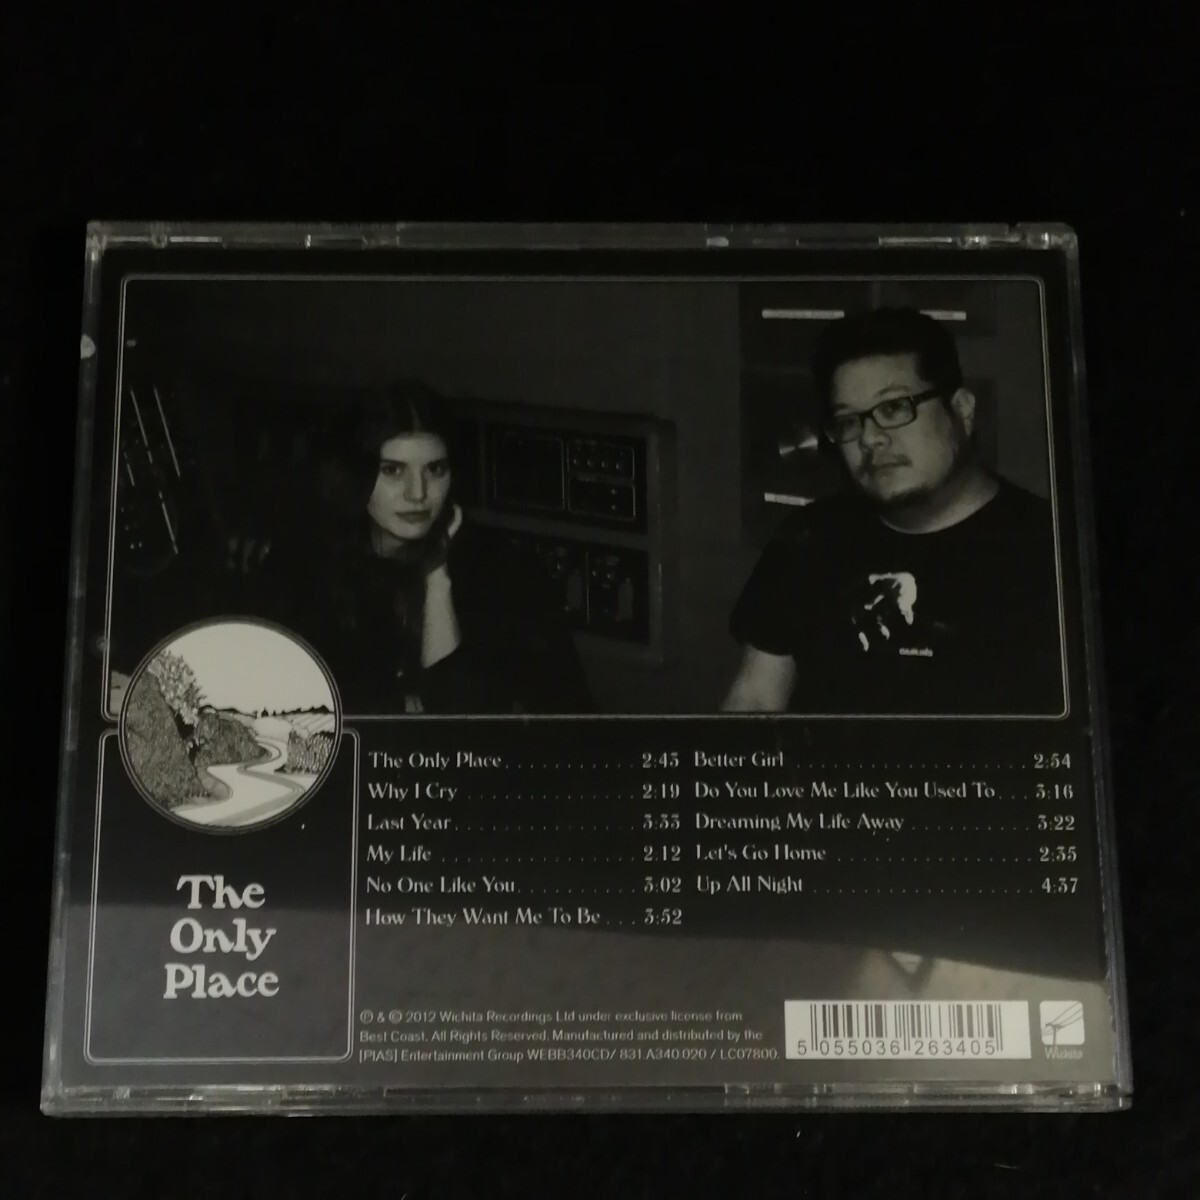 The Only Place........... 2:43
Why I Cry .............. 2:19
Last Year............... 3:33
My Life ................ 2:12
No One Like You.......... 3:02
How They Want Me To Be... 3:52
Better Girl .................... 2:54
Do You Love Me Like You Used To... 3:16
Dreaming My Life Away .......... 3:22
Let's Go Home ................. 2:35
Up All Night ................... 4:37
The
Only
Place
℗ & © 2012 Wichita Recordings Ltd under exclusive license from
Best Coast. All Rights Reserved. Manufactured and distributed by the
[PIAS] Entertainment Group WEBB340CD/ 831 A340 020 / LC07800.
5 055036 263405
Wichita